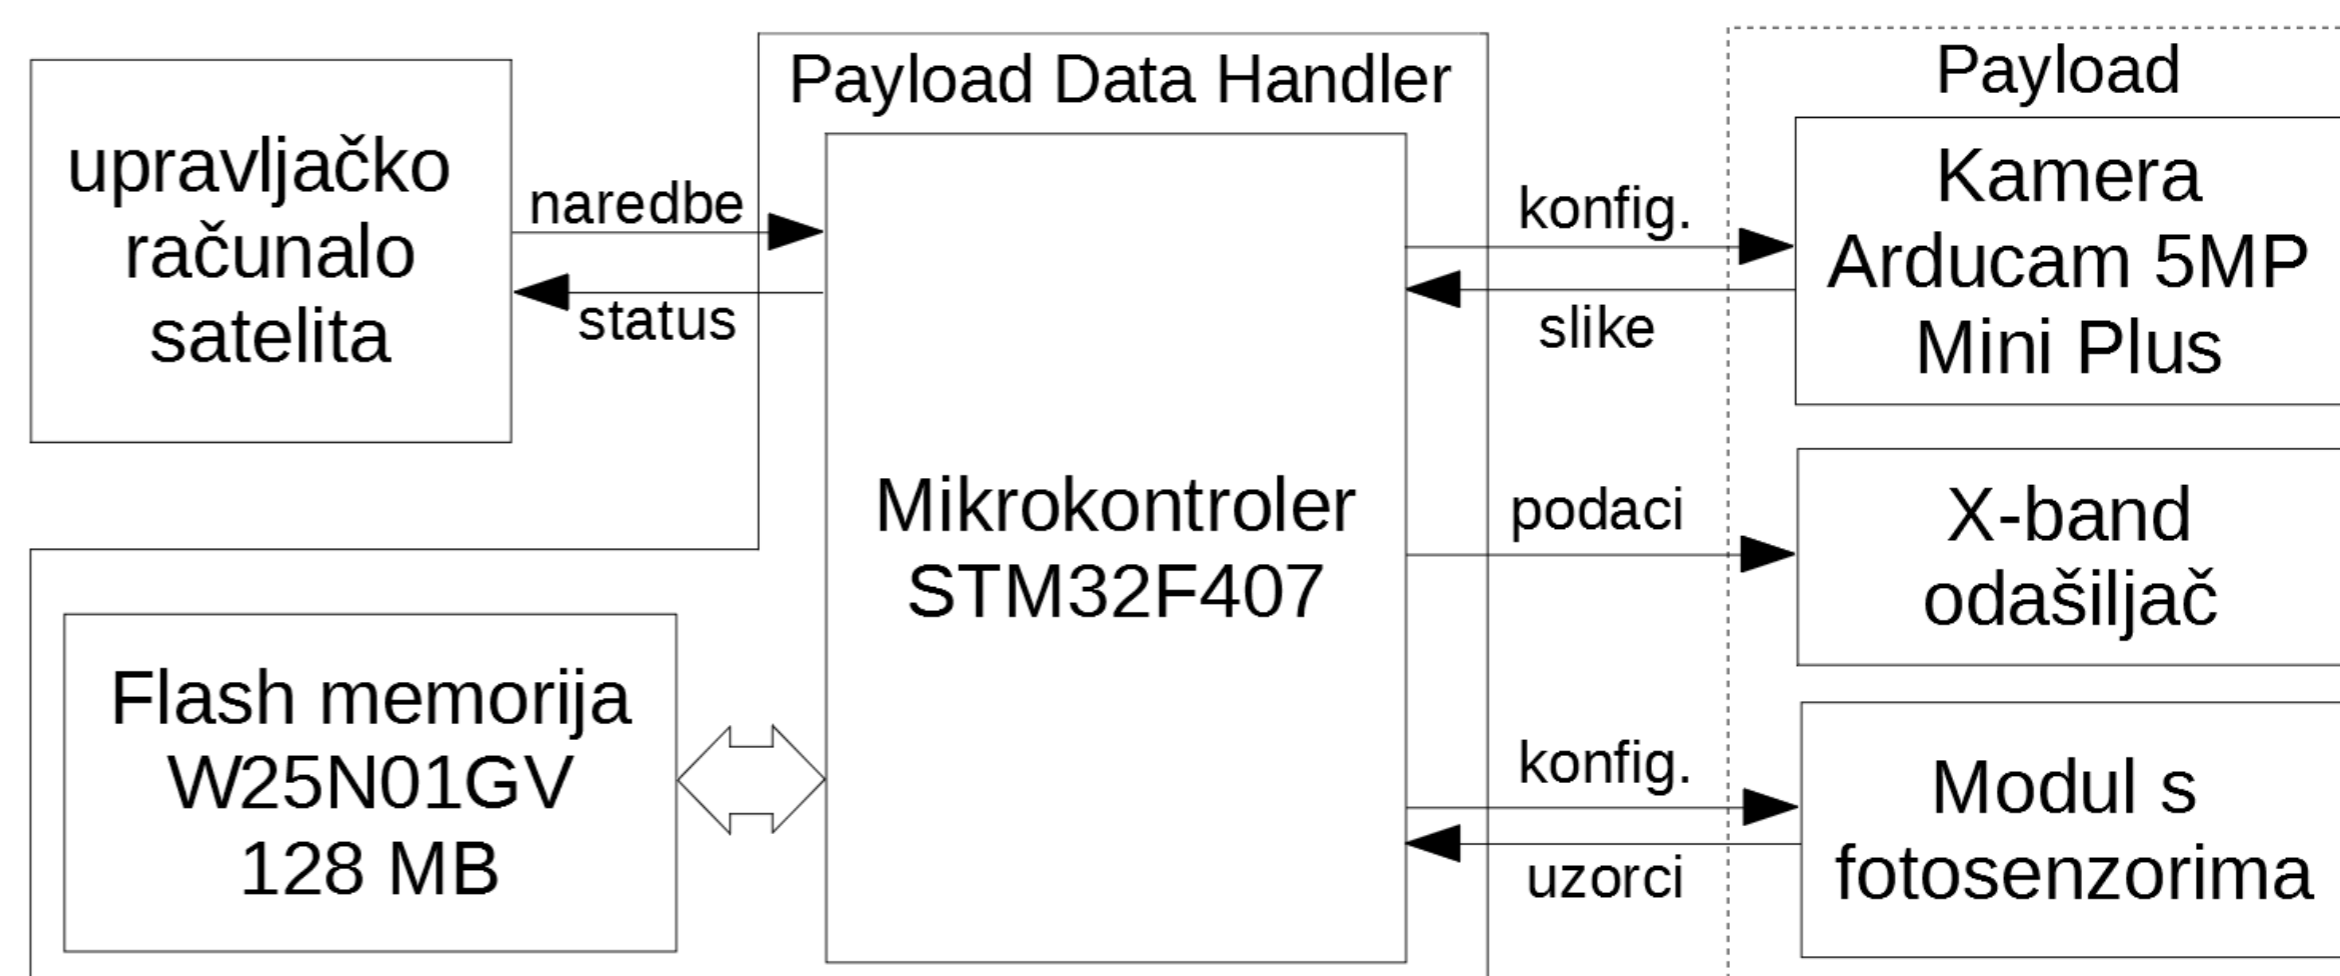 upravljačko
računalo
satelita
naredbe
status
Payload Data Handler
Mikrokontroler
STM32F407
Flash memorija
W25N01GV
128 MB
konfig.
slike
podaci
konfig.
uzorci
Payload
Kamera
Arducam 5MP
Mini Plus
X-band
odašiljač
Modul s
fotosenzorima